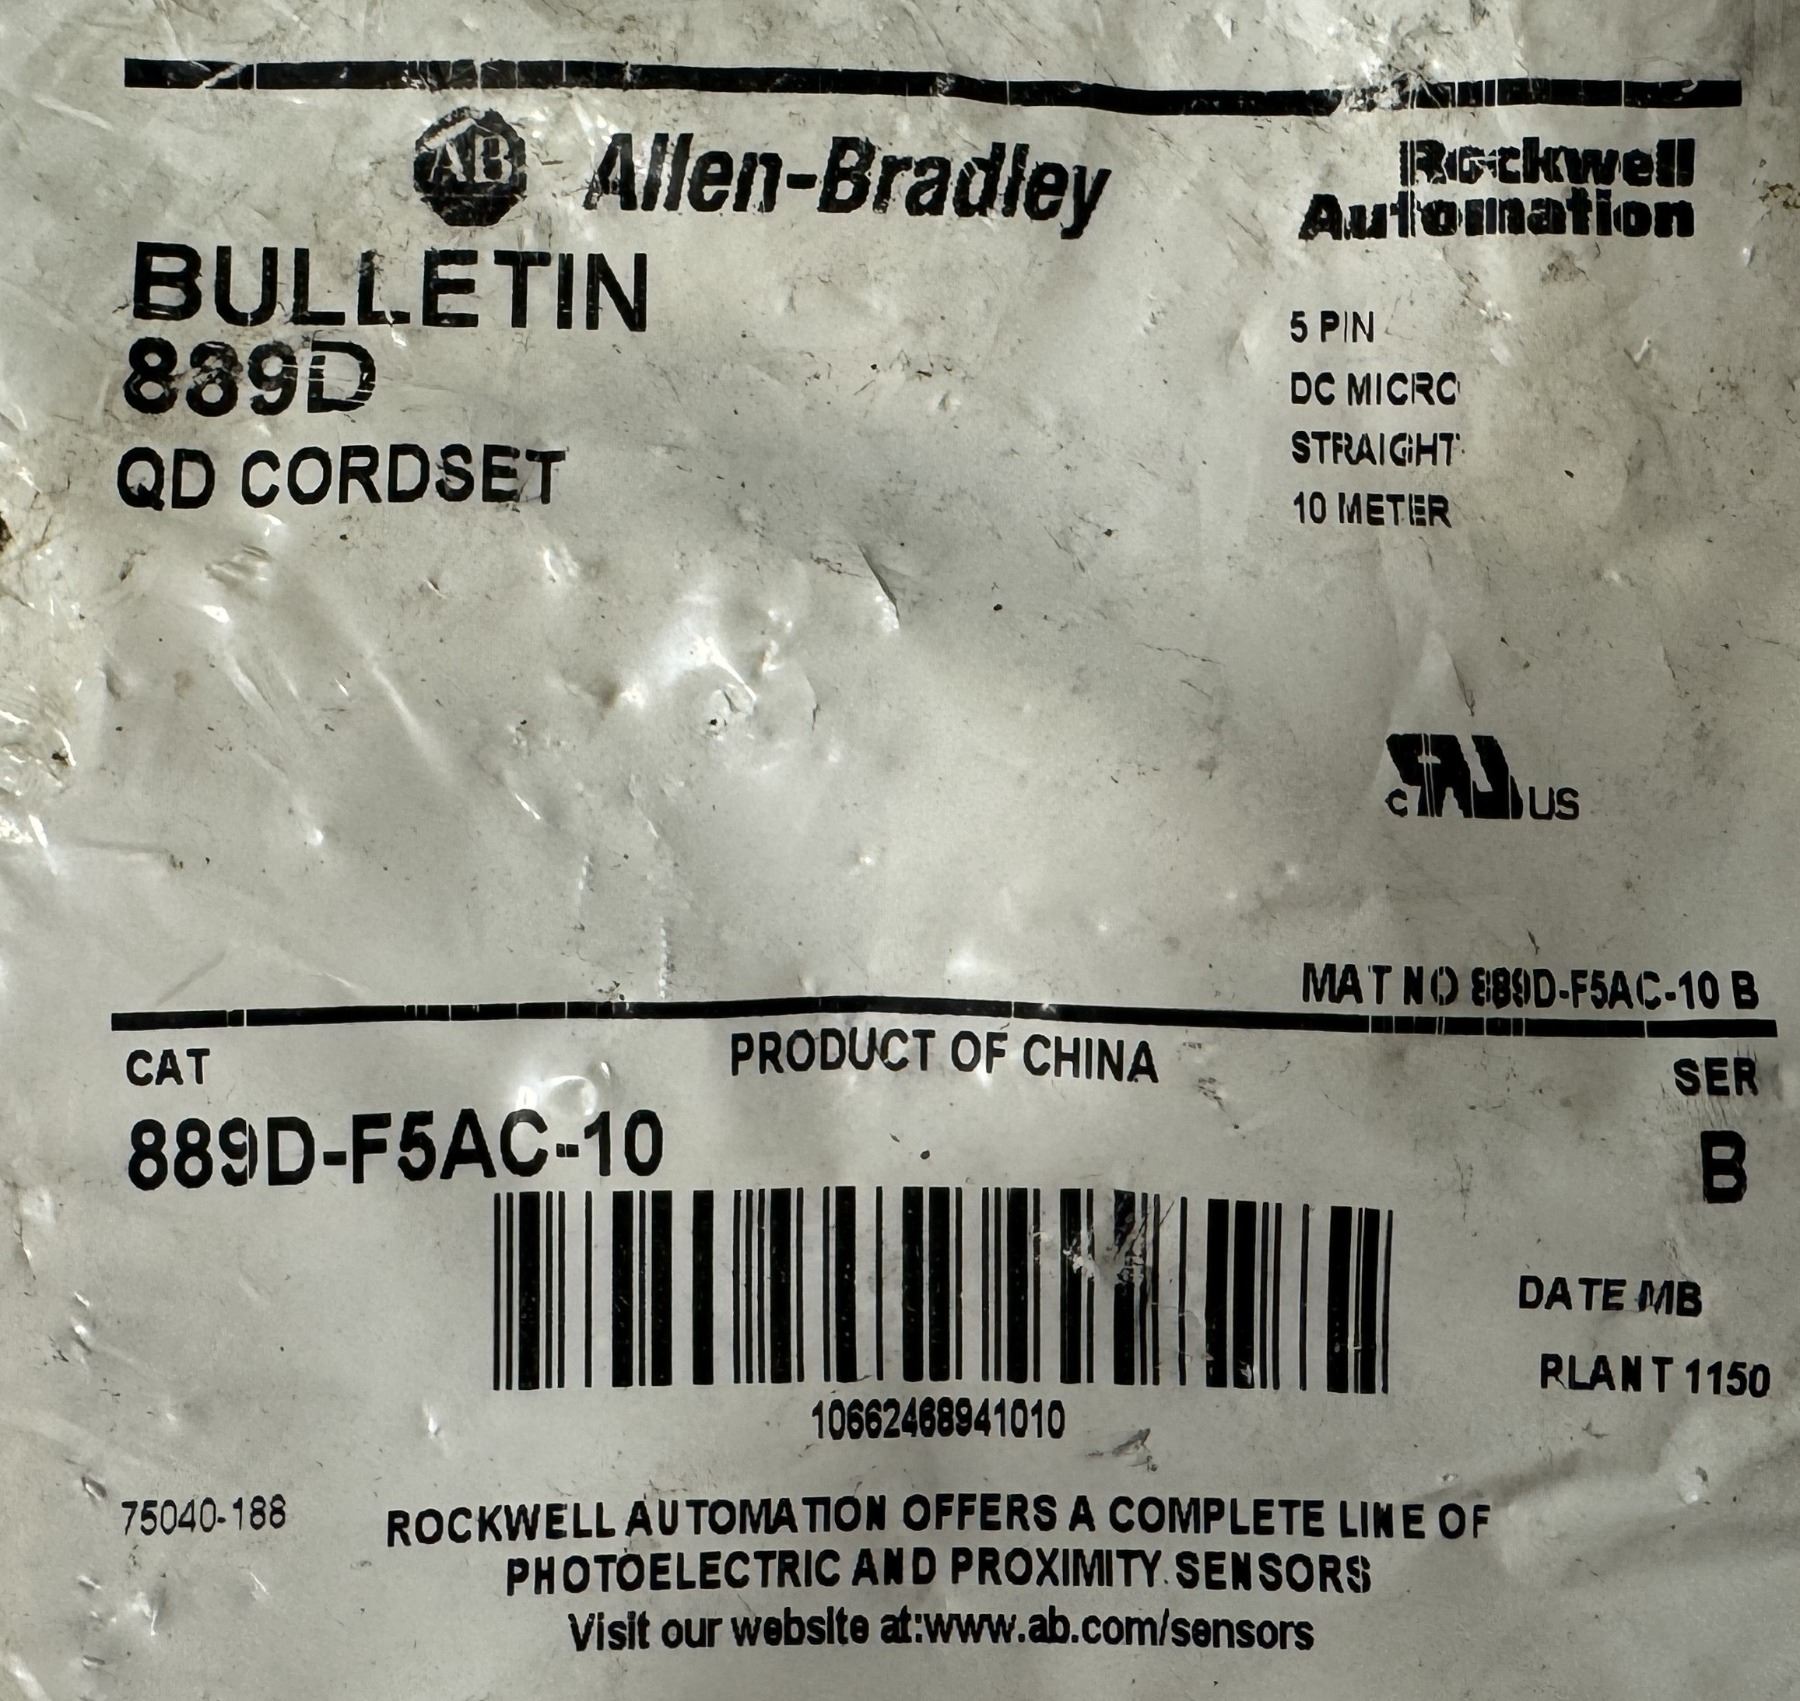 AB Allen-Bradley
Rockwell
Automation
BULLETIN
889D
QD CORDSET
5 PIN
DC MICRO
STRAIGHT
10 METER
c RU US
MAT NO 889D-F5AC-10 B
CAT
PRODUCT OF CHINA
SER
889D-F5AC-10
B
DATE MB
PLANT 1150
10662468941010
75040-188
ROCKWELL AUTOMATION OFFERS A COMPLETE LINE OF
PHOTOELECTRIC AND PROXIMITY SENSORS
Visit our website at:www.ab.com/sensors